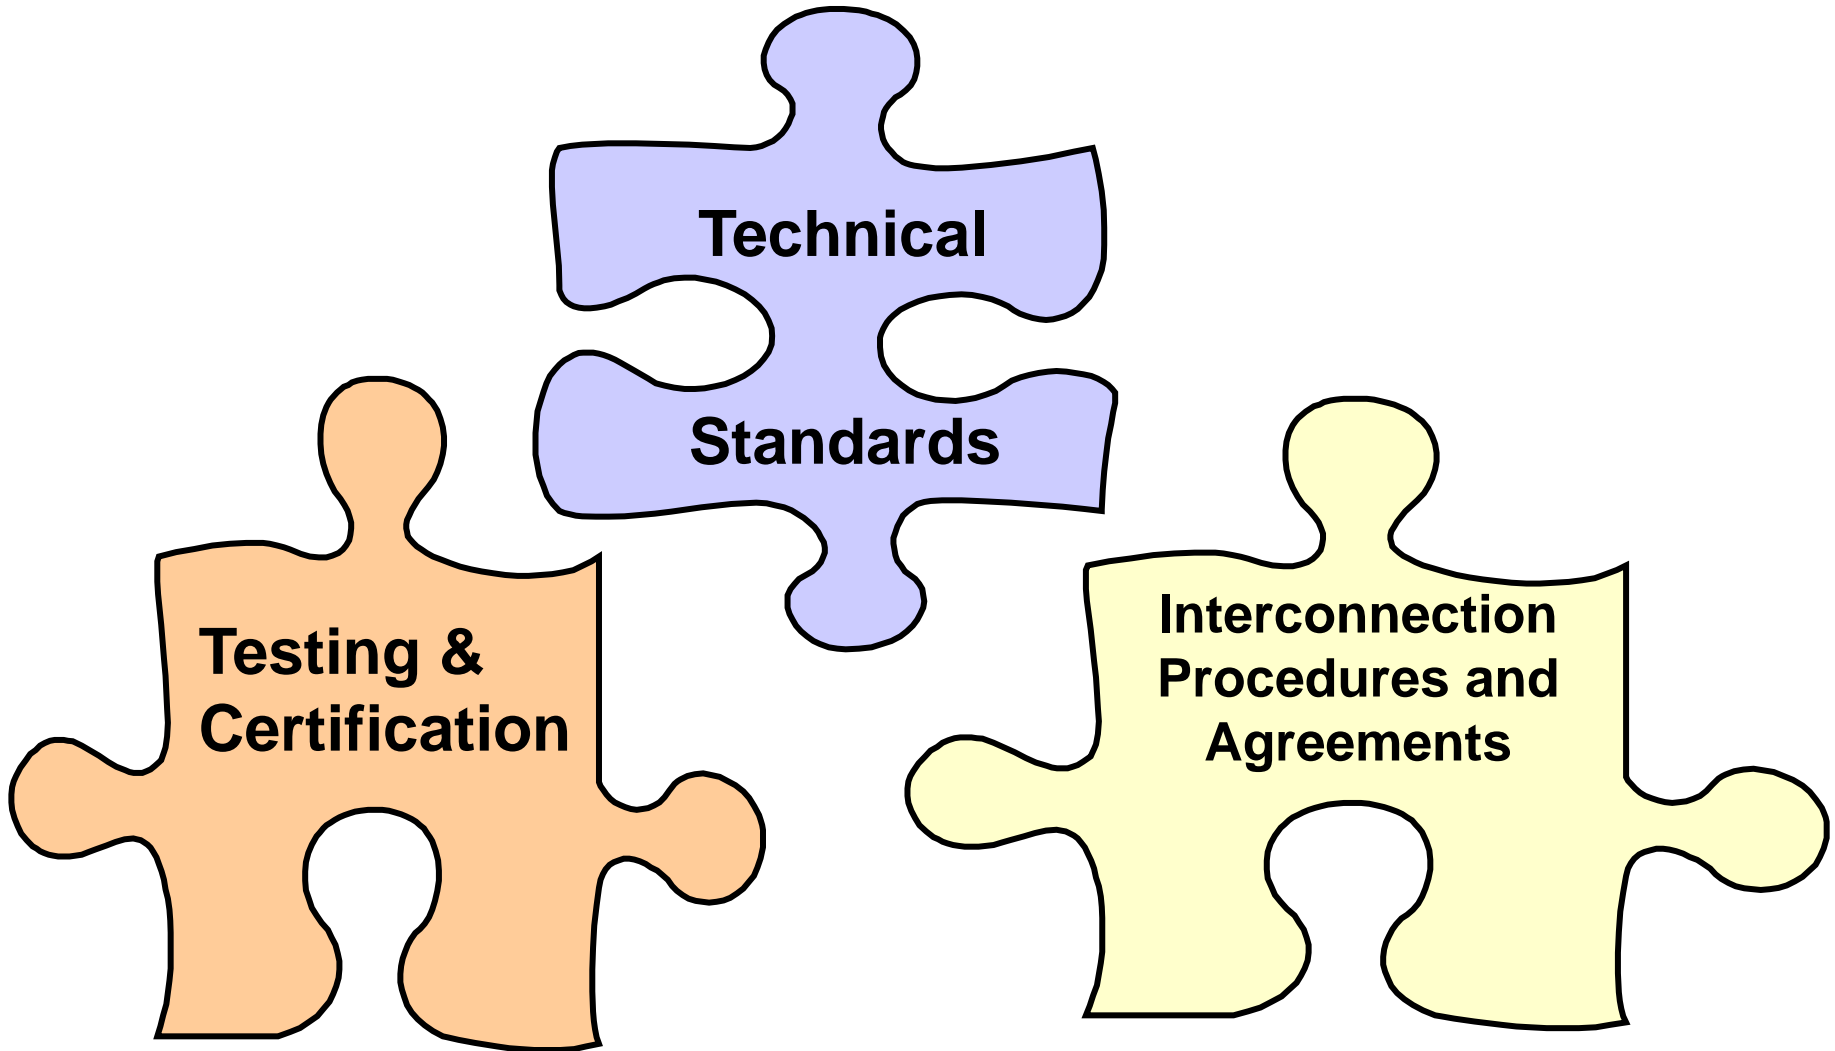 Technical
Standards
Testing &
Certification
Interconnection
Procedures and
Agreements